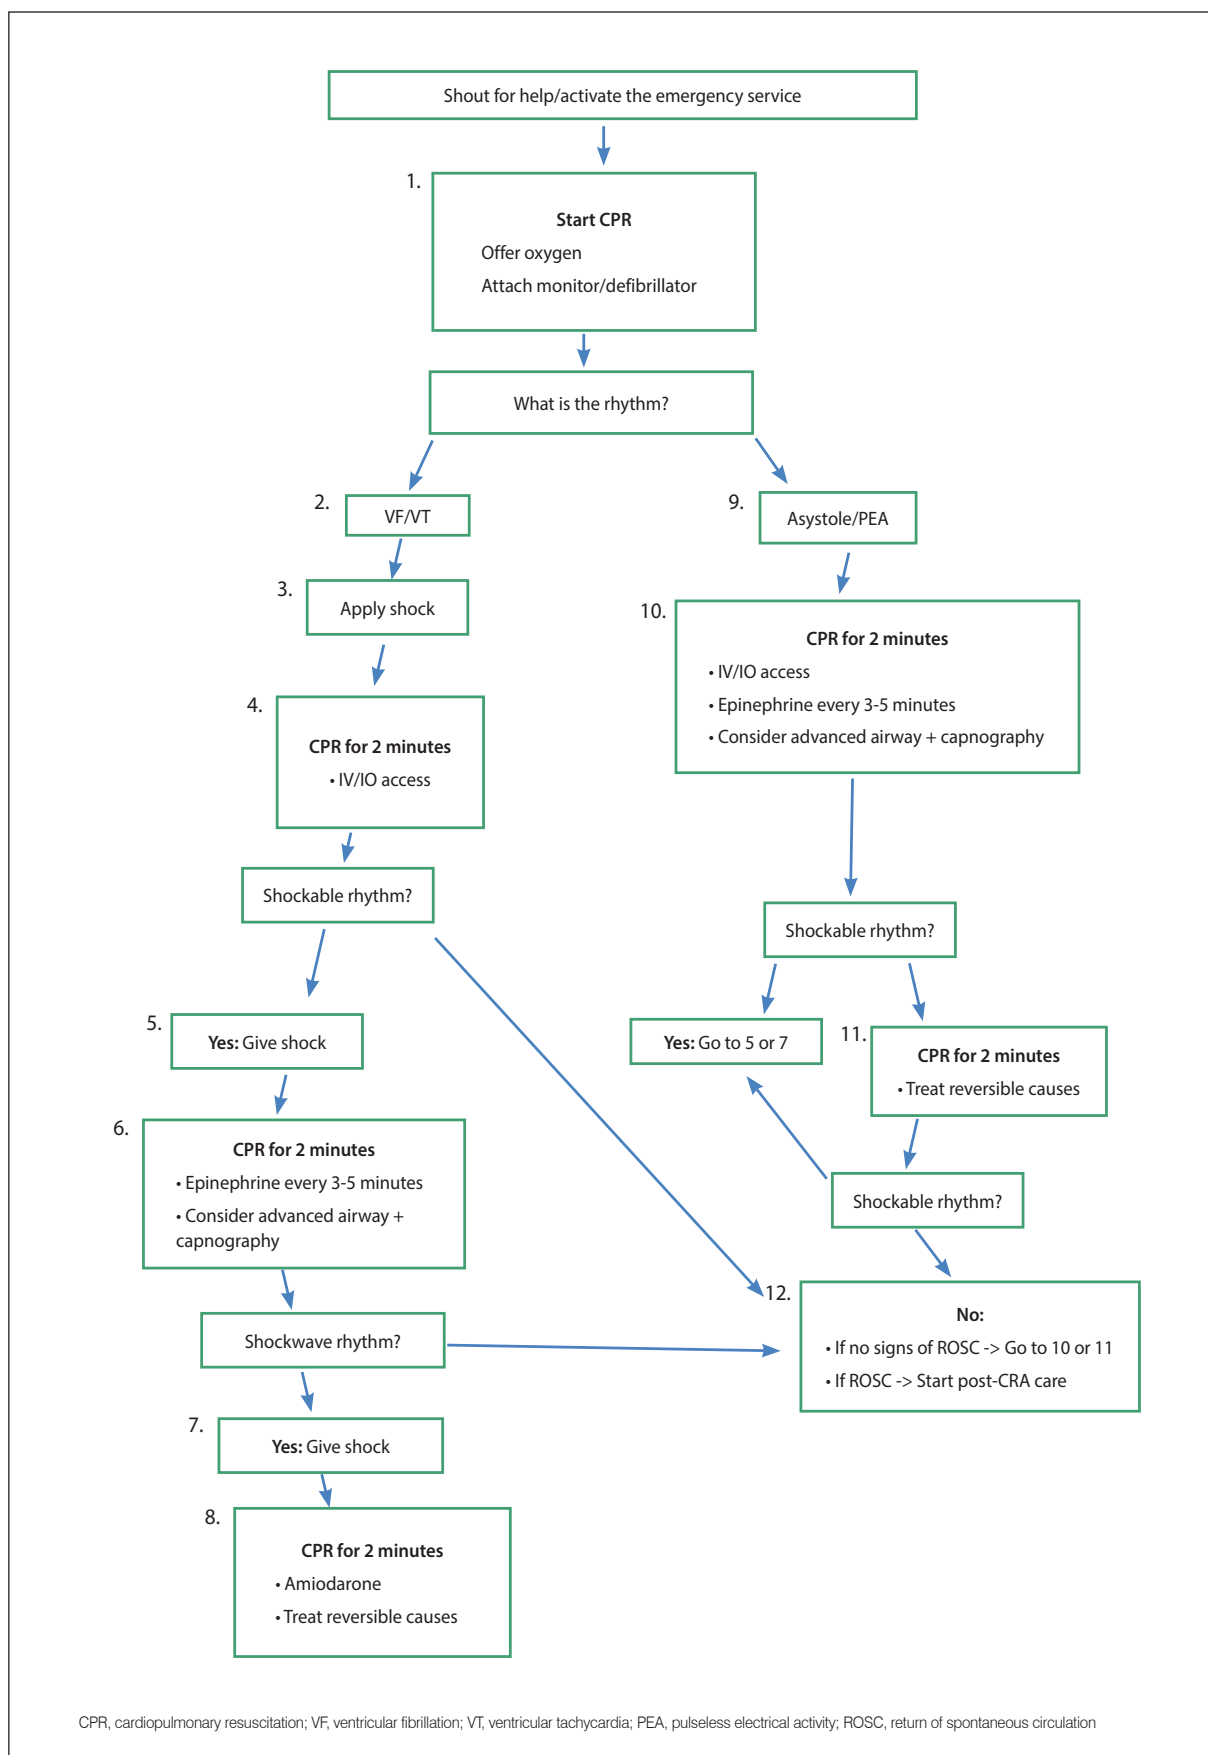 Shout for help/activate the emergency service
1.
Start CPR
Offer oxygen
Attach monitor/defibrillator
What is the rhythm?
2.
VF/VT
3.
Apply shock
4.
CPR for 2 minutes
• IV/IO access
Shockable rhythm?
5.
Yes: Give shock
6.
CPR for 2 minutes
• Epinephrine every 3-5 minutes
• Consider advanced airway +
capnography
Shockwave rhythm?
7.
Yes: Give shock
8.
CPR for 2 minutes
• Amiodarone
• Treat reversible causes
9.
Asystole/PEA
10.
CPR for 2 minutes
• IV/IO access
• Epinephrine every 3-5 minutes
• Consider advanced airway + capnography
Shockable rhythm?
Yes: Go to 5 or 7
11.
CPR for 2 minutes
• Treat reversible causes
Shockable rhythm?
12.
No:
• If no signs of ROSC -> Go to 10 or 11
• If ROSC -> Start post-CRA care
CPR, cardiopulmonary resuscitation; VF, ventricular fibrillation; VT, ventricular tachycardia; PEA, pulseless electrical activity; ROSC, return of spontaneous circulation